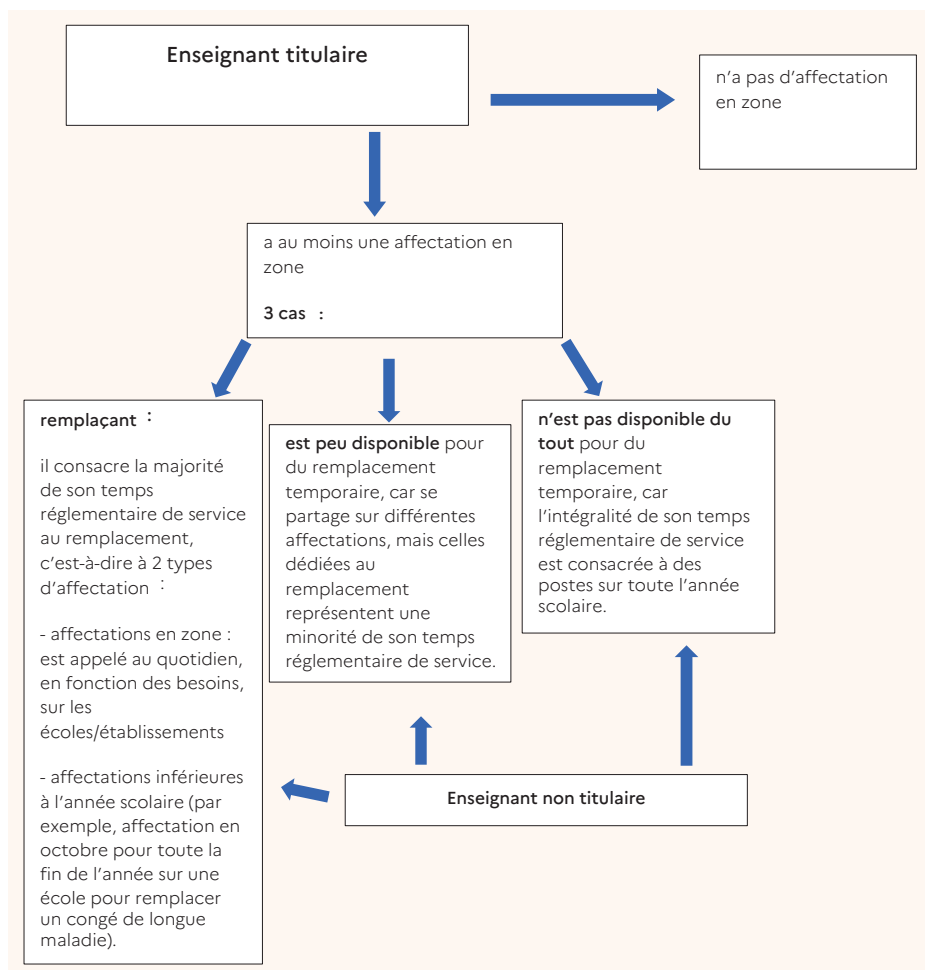 Enseignant titulaire
n’a pas d’affectation
en zone
a au moins une affectation en
zone
3 cas :
remplaçant :
il consacre la majorité
de son temps
réglementaire de service
au remplacement,
c’est-à-dire à 2 types
d’affectation :
- affectations en zone :
est appelé au quotidien,
en fonction des besoins,
sur les
écoles/établissements
- affectations inférieures
à l’année scolaire (par
exemple, affectation en
octobre pour toute la
fin de l’année sur une
école pour remplacer
un congé de longue
maladie).
est peu disponible pour
du remplacement
temporaire, car se
partage sur différentes
affectations, mais celles
dédiées au
remplacement
représentent une
minorité de son temps
réglementaire de service.
n’est pas disponible du
tout pour du
remplacement
temporaire, car
l’intégralité de son temps
réglementaire de service
est consacrée à des
postes sur toute l’année
scolaire.
Enseignant non titulaire